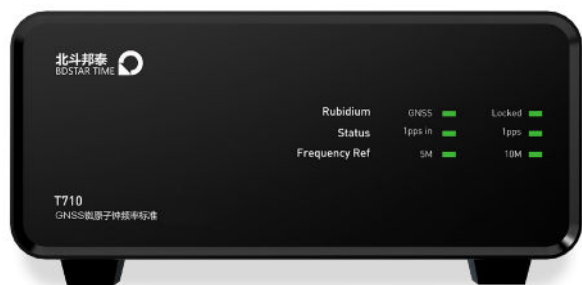 北斗邦泰
BDSTAR TIME
Rubidium GNSS Locked
Status 1pps in 1pps
Frequency Ref 5M 10M
T710
GNSS铷原子钟频率标准